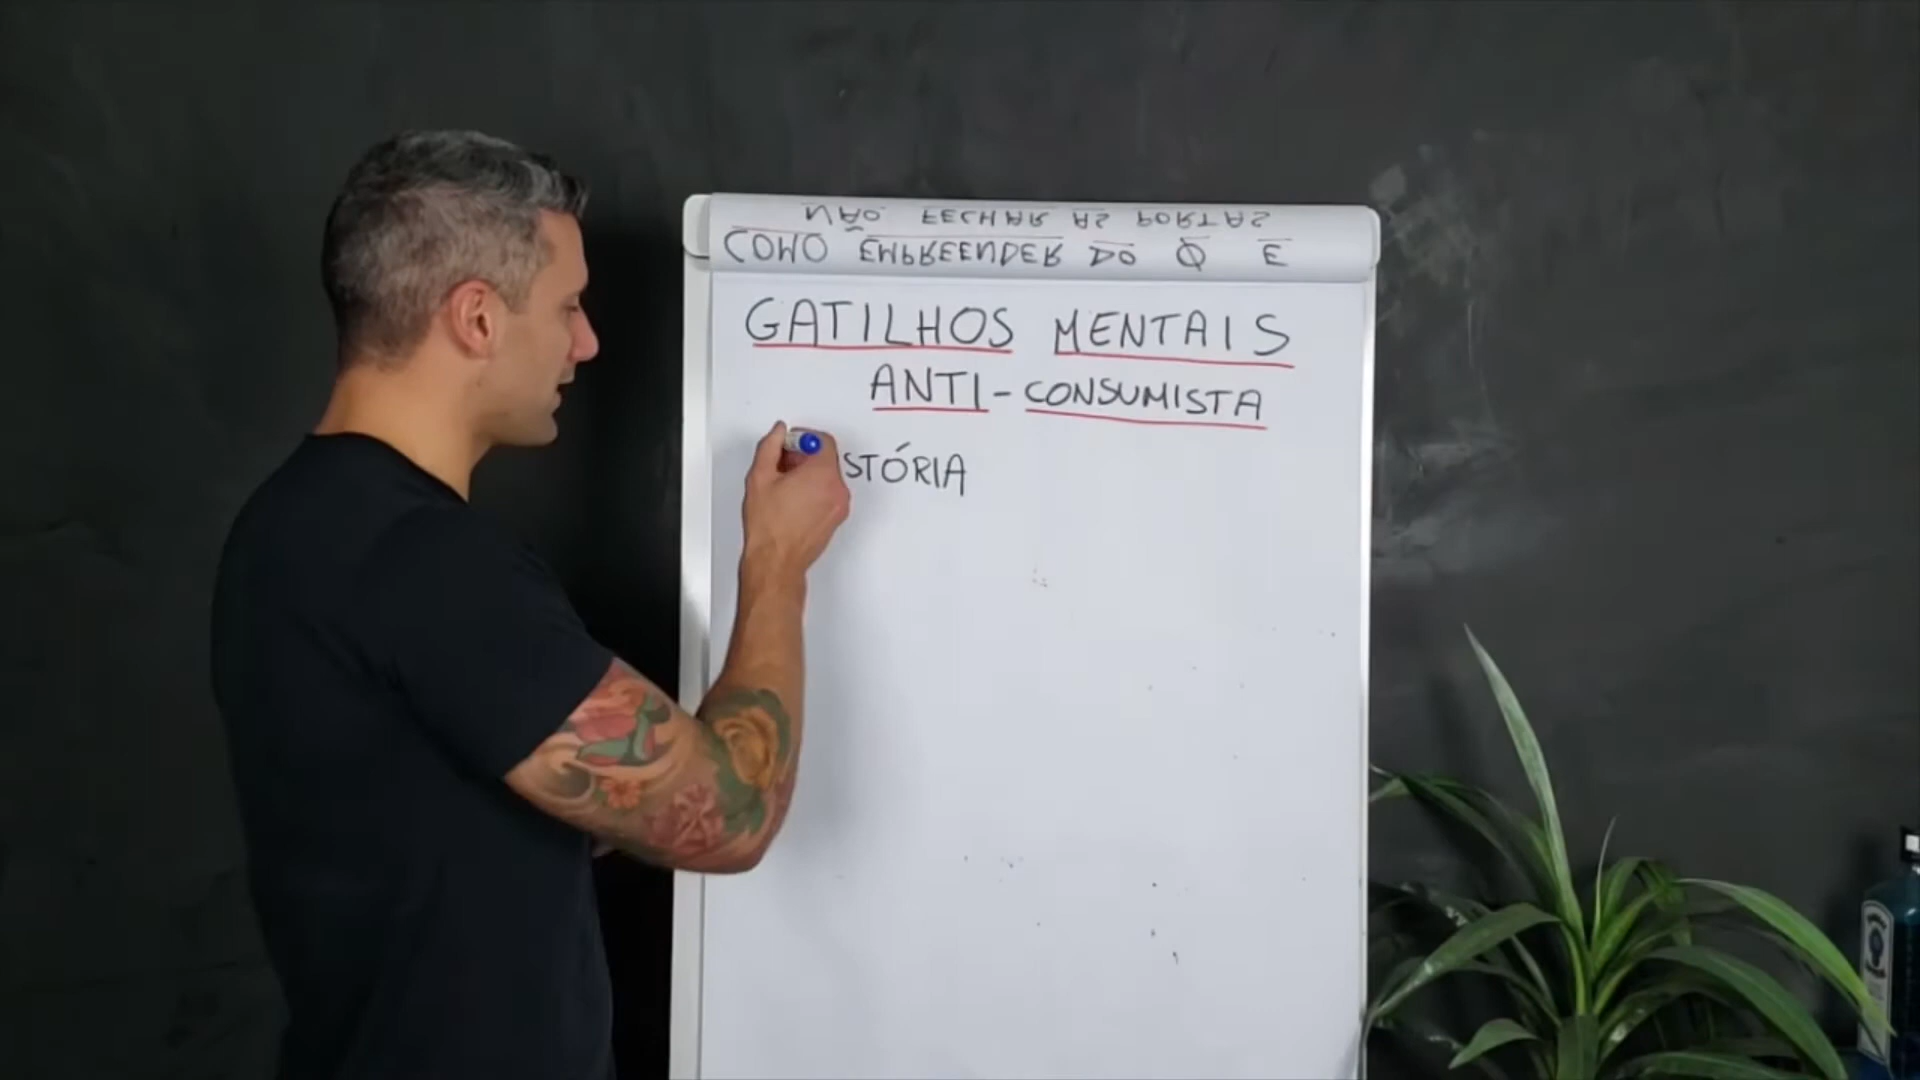 NÃO FECHAR AS PORTAS
COMO EMPREENDER DO Ø E
GATILHOS MENTAIS
ANTI-CONSUMISTA
STÓRIA